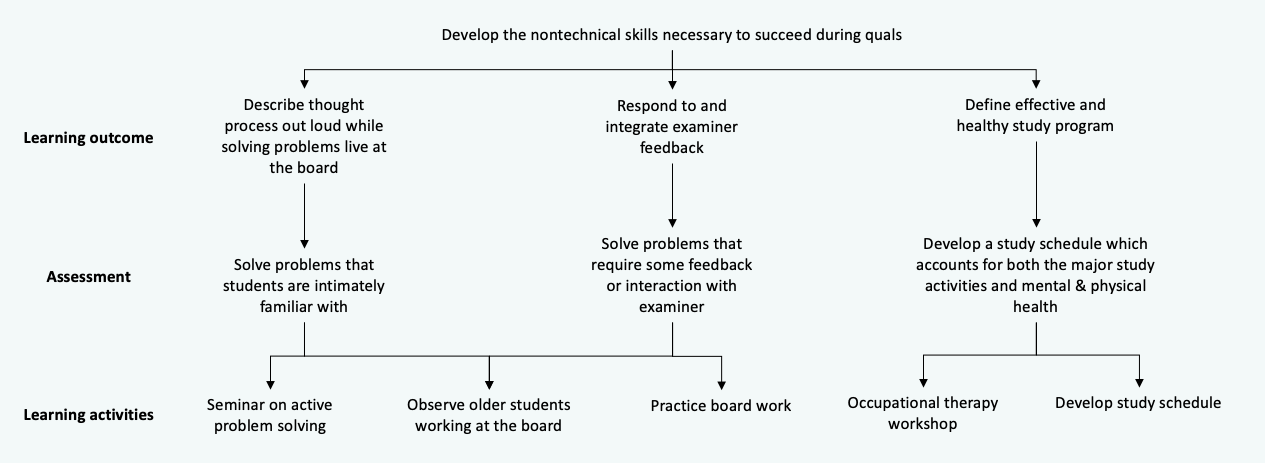 Develop the nontechnical skills necessary to succeed during quals
Learning outcome
Describe thought
process out loud while
solving problems live at
the board
Respond to and
integrate examiner
feedback
Define effective and
healthy study program
Assessment
Solve problems that
students are intimately
familiar with
Solve problems that
require some feedback
or interaction with
examiner
Develop a study schedule which
accounts for both the major study
activities and mental & physical
health
Learning activities
Seminar on active
problem solving
Observe older students
working at the board
Practice board work
Occupational therapy
workshop
Develop study schedule